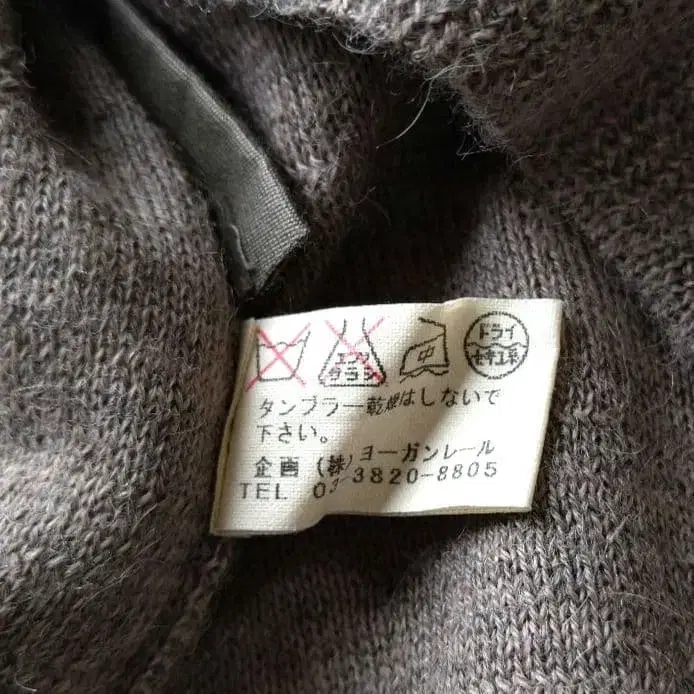 エンソ サラシ 中 ドライ セキユ系
タンブラー乾燥はしないで
下さい。
企画 (株)ヨーガンレール
TEL 03-3820-8805